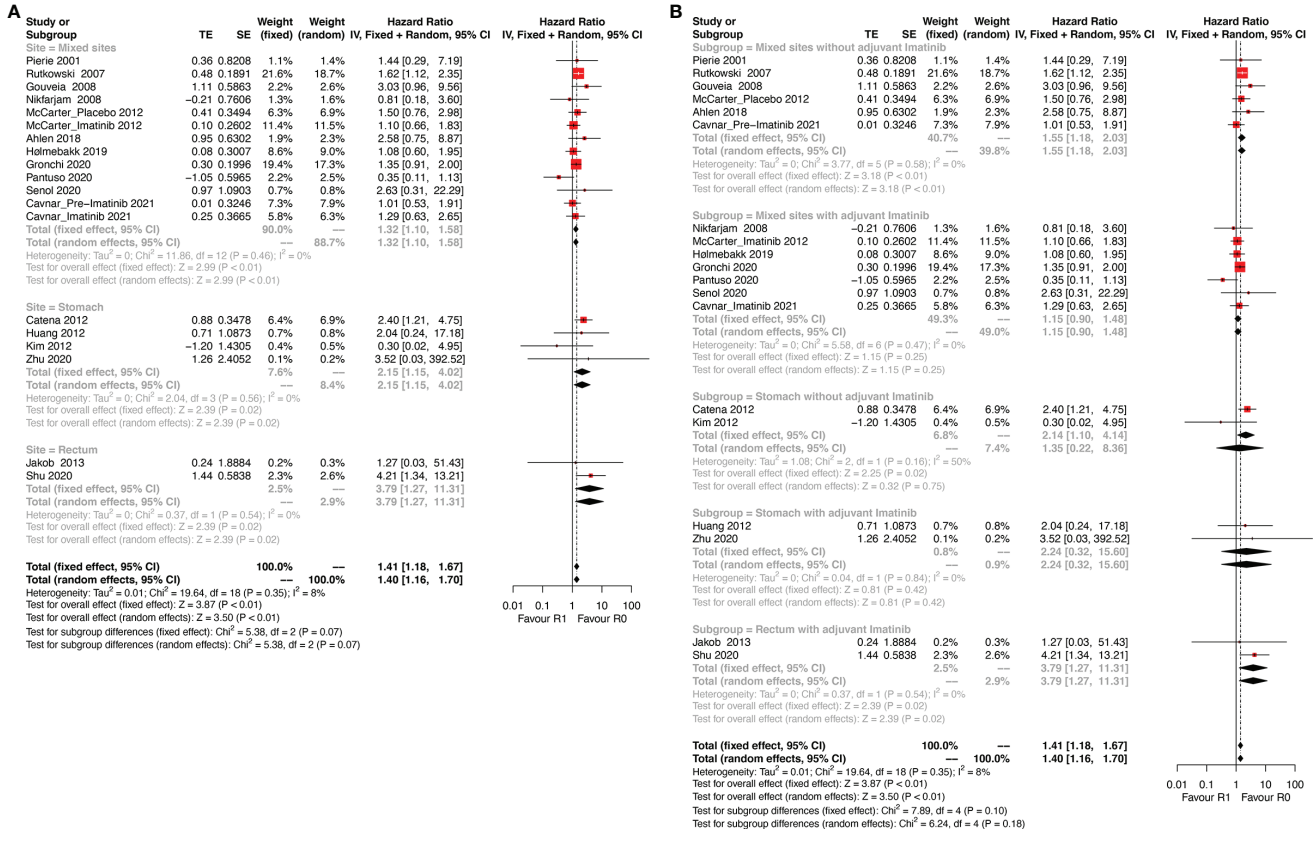 A
Study or Weight Weight Hazard Ratio Hazard Ratio
Subgroup TE SE (fixed) (random) IV, Fixed + Random, 95% CI IV, Fixed + Random, 95% CI
Site = Mixed sites
Pierie 2001 0.36 0.8208 1.1% 1.4% 1.44 [0.29, 7.19]
Rutkowski 2007 0.48 0.1891 21.6% 18.7% 1.62 [1.12, 2.35]
Gouveia 2008 1.11 0.5863 2.2% 2.6% 3.03 [0.96, 9.56]
Nikfarjam 2008 −0.21 0.7606 1.3% 1.6% 0.81 [0.18, 3.60]
McCarter_Placebo 2012 0.41 0.3494 6.3% 6.9% 1.50 [0.76, 2.98]
McCarter_Imatinib 2012 0.10 0.2602 11.4% 11.5% 1.10 [0.66, 1.83]
Ahlen 2018 0.95 0.6302 1.9% 2.3% 2.58 [0.75, 8.87]
Hølmebakk 2019 0.08 0.3007 8.6% 9.0% 1.08 [0.60, 1.95]
Gronchi 2020 0.30 0.1996 19.4% 17.3% 1.35 [0.91, 2.00]
Pantuso 2020 −1.05 0.5965 2.2% 2.5% 0.35 [0.11, 1.13]
Senol 2020 0.97 1.0903 0.7% 0.8% 2.63 [0.31, 22.29]
Cavnar_Pre−Imatinib 2021 0.01 0.3246 7.3% 7.9% 1.01 [0.53, 1.91]
Cavnar_Imatinib 2021 0.25 0.3665 5.8% 6.3% 1.29 [0.63, 2.65]
Total (fixed effect, 95% CI) 90.0% −− 1.32 [1.10, 1.58]
Total (random effects, 95% CI) −− 88.7% 1.32 [1.10, 1.58]
Heterogeneity: Tau² = 0; Chi² = 11.86, df = 12 (P = 0.46); I² = 0%
Test for overall effect (fixed effect): Z = 2.99 (P < 0.01)
Test for overall effect (random effects): Z = 2.99 (P < 0.01)
Site = Stomach
Catena 2012 0.88 0.3478 6.4% 6.9% 2.40 [1.21, 4.75]
Huang 2012 0.71 1.0873 0.7% 0.8% 2.04 [0.24, 17.18]
Kim 2012 −1.20 1.4305 0.4% 0.5% 0.30 [0.02, 4.95]
Zhu 2020 1.26 2.4052 0.1% 0.2% 3.52 [0.03, 392.52]
Total (fixed effect, 95% CI) 7.6% −− 2.15 [1.15, 4.02]
Total (random effects, 95% CI) −− 8.4% 2.15 [1.15, 4.02]
Heterogeneity: Tau² = 0; Chi² = 2.04, df = 3 (P = 0.56); I² = 0%
Test for overall effect (fixed effect): Z = 2.39 (P = 0.02)
Test for overall effect (random effects): Z = 2.39 (P = 0.02)
Site = Rectum
Jakob 2013 0.24 1.8884 0.2% 0.3% 1.27 [0.03, 51.43]
Shu 2020 1.44 0.5838 2.3% 2.6% 4.21 [1.34, 13.21]
Total (fixed effect, 95% CI) 2.5% −− 3.79 [1.27, 11.31]
Total (random effects, 95% CI) −− 2.9% 3.79 [1.27, 11.31]
Heterogeneity: Tau² = 0; Chi² = 0.37, df = 1 (P = 0.54); I² = 0%
Test for overall effect (fixed effect): Z = 2.39 (P = 0.02)
Test for overall effect (random effects): Z = 2.39 (P = 0.02)
Total (fixed effect, 95% CI) 100.0% −− 1.41 [1.18, 1.67]
Total (random effects, 95% CI) −− 100.0% 1.40 [1.16, 1.70]
Heterogeneity: Tau² = 0.01; Chi² = 19.64, df = 18 (P = 0.35); I² = 8%
Test for overall effect (fixed effect): Z = 3.87 (P < 0.01)
Test for overall effect (random effects): Z = 3.50 (P < 0.01)
Test for subgroup differences (fixed effect): Chi² = 5.38, df = 2 (P = 0.07)
Test for subgroup differences (random effects): Chi² = 5.38, df = 2 (P = 0.07)
0.01 0.1 1 10 100
Favour R1 Favour R0
B
Study or Weight Weight Hazard Ratio Hazard Ratio
Subgroup TE SE (fixed) (random) IV, Fixed + Random, 95% CI IV, Fixed + Random, 95% CI
Subgroup = Mixed sites without adjuvant Imatinib
Pierie 2001 0.36 0.8208 1.1% 1.4% 1.44 [0.29, 7.19]
Rutkowski 2007 0.48 0.1891 21.6% 18.7% 1.62 [1.12, 2.35]
Gouveia 2008 1.11 0.5863 2.2% 2.6% 3.03 [0.96, 9.56]
McCarter_Placebo 2012 0.41 0.3494 6.3% 6.9% 1.50 [0.76, 2.98]
Ahlen 2018 0.95 0.6302 1.9% 2.3% 2.58 [0.75, 8.87]
Cavnar_Pre−Imatinib 2021 0.01 0.3246 7.3% 7.9% 1.01 [0.53, 1.91]
Total (fixed effect, 95% CI) 40.7% −− 1.55 [1.18, 2.03]
Total (random effects, 95% CI) −− 39.8% 1.55 [1.18, 2.03]
Heterogeneity: Tau² = 0; Chi² = 3.77, df = 5 (P = 0.58); I² = 0%
Test for overall effect (fixed effect): Z = 3.18 (P < 0.01)
Test for overall effect (random effects): Z = 3.18 (P < 0.01)
Subgroup = Mixed sites with adjuvant Imatinib
Nikfarjam 2008 −0.21 0.7606 1.3% 1.6% 0.81 [0.18, 3.60]
McCarter_Imatinib 2012 0.10 0.2602 11.4% 11.5% 1.10 [0.66, 1.83]
Hølmebakk 2019 0.08 0.3007 8.6% 9.0% 1.08 [0.60, 1.95]
Gronchi 2020 0.30 0.1996 19.4% 17.3% 1.35 [0.91, 2.00]
Pantuso 2020 −1.05 0.5965 2.2% 2.5% 0.35 [0.11, 1.13]
Senol 2020 0.97 1.0903 0.7% 0.8% 2.63 [0.31, 22.29]
Cavnar_Imatinib 2021 0.25 0.3665 5.8% 6.3% 1.29 [0.63, 2.65]
Total (fixed effect, 95% CI) 49.3% −− 1.15 [0.90, 1.48]
Total (random effects, 95% CI) −− 49.0% 1.15 [0.90, 1.48]
Heterogeneity: Tau² = 0; Chi² = 5.58, df = 6 (P = 0.47); I² = 0%
Test for overall effect (fixed effect): Z = 1.15 (P = 0.25)
Test for overall effect (random effects): Z = 1.15 (P = 0.25)
Subgroup = Stomach without adjuvant Imatinib
Catena 2012 0.88 0.3478 6.4% 6.9% 2.40 [1.21, 4.75]
Kim 2012 −1.20 1.4305 0.4% 0.5% 0.30 [0.02, 4.95]
Total (fixed effect, 95% CI) 6.8% −− 2.14 [1.10, 4.14]
Total (random effects, 95% CI) −− 7.4% 1.35 [0.22, 8.36]
Heterogeneity: Tau² = 1.08; Chi² = 2, df = 1 (P = 0.16); I² = 50%
Test for overall effect (fixed effect): Z = 2.25 (P = 0.02)
Test for overall effect (random effects): Z = 0.32 (P = 0.75)
Subgroup = Stomach with adjuvant Imatinib
Huang 2012 0.71 1.0873 0.7% 0.8% 2.04 [0.24, 17.18]
Zhu 2020 1.26 2.4052 0.1% 0.2% 3.52 [0.03, 392.52]
Total (fixed effect, 95% CI) 0.8% −− 2.24 [0.32, 15.60]
Total (random effects, 95% CI) −− 0.9% 2.24 [0.32, 15.60]
Heterogeneity: Tau² = 0; Chi² = 0.04, df = 1 (P = 0.84); I² = 0%
Test for overall effect (fixed effect): Z = 0.81 (P = 0.42)
Test for overall effect (random effects): Z = 0.81 (P = 0.42)
Subgroup = Rectum with adjuvant Imatinib
Jakob 2013 0.24 1.8884 0.2% 0.3% 1.27 [0.03, 51.43]
Shu 2020 1.44 0.5838 2.3% 2.6% 4.21 [1.34, 13.21]
Total (fixed effect, 95% CI) 2.5% −− 3.79 [1.27, 11.31]
Total (random effects, 95% CI) −− 2.9% 3.79 [1.27, 11.31]
Heterogeneity: Tau² = 0; Chi² = 0.37, df = 1 (P = 0.54); I² = 0%
Test for overall effect (fixed effect): Z = 2.39 (P = 0.02)
Test for overall effect (random effects): Z = 2.39 (P = 0.02)
Total (fixed effect, 95% CI) 100.0% −− 1.41 [1.18, 1.67]
Total (random effects, 95% CI) −− 100.0% 1.40 [1.16, 1.70]
Heterogeneity: Tau² = 0.01; Chi² = 19.64, df = 18 (P = 0.35); I² = 8%
Test for overall effect (fixed effect): Z = 3.87 (P < 0.01)
Test for overall effect (random effects): Z = 3.50 (P < 0.01)
Test for subgroup differences (fixed effect): Chi² = 7.89, df = 4 (P = 0.10)
Test for subgroup differences (random effects): Chi² = 6.24, df = 4 (P = 0.18)
0.01 0.1 1 10 100
Favour R1 Favour R0